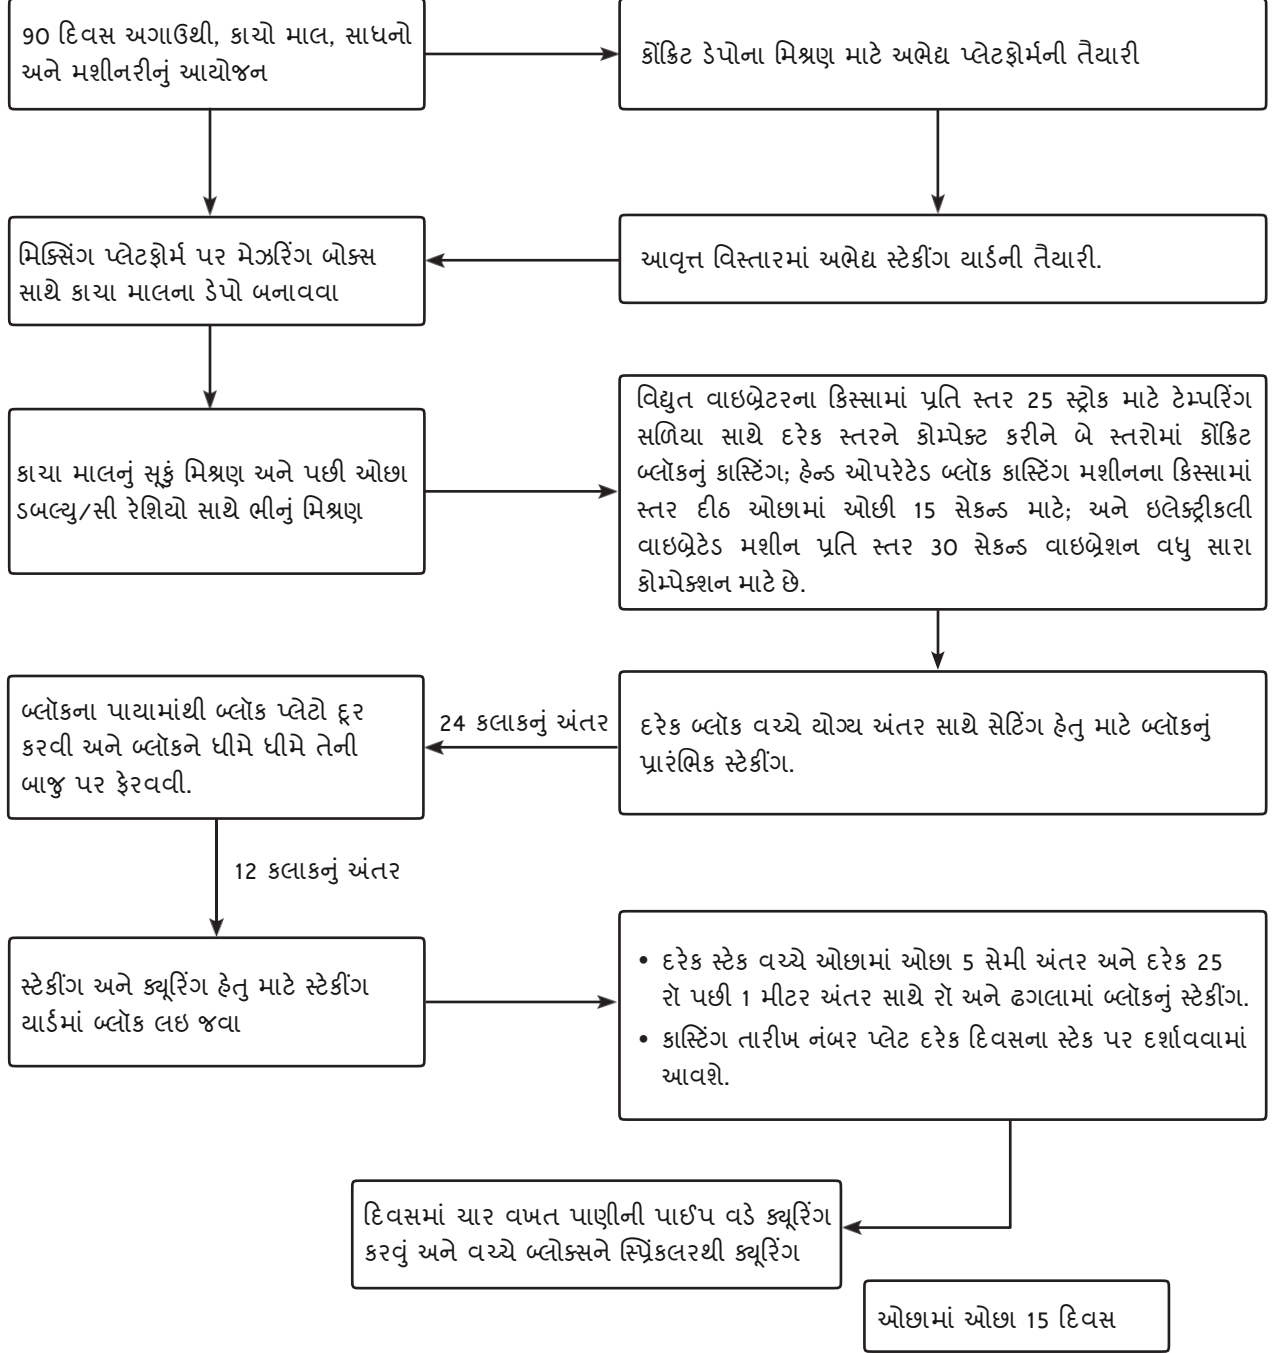 90 દિવસ અગાઉથી, કાચો માલ, સાધનો
અને મશીનરીનું આયોજન
કોંક્રિટ ડેપોના મિશ્રણ માટે અભેદ્ય પ્લેટફોર્મની તૈયારી
આવૃત્ત વિસ્તારમાં અભેદ્ય સ્ટેકીંગ યાર્ડની તૈયારી.
મિક્સિંગ પ્લેટફોર્મ પર મેઝરિંગ બોક્સ
સાથે કાચા માલના ડેપો બનાવવા
કાચા માલનું સૂકું મિશ્રણ અને પછી ઓછા
ડબલ્યુ/સી રેશિયો સાથે ભીનું મિશ્રણ
વિદ્યુત વાઇબ્રેટરના કિસ્સામાં પ્રતિ સ્તર 25 સ્ટ્રોક માટે ટેમ્પરિંગ
સળિયા સાથે દરેક સ્તરને કોમ્પેક્ટ કરીને બે સ્તરોમાં કોંક્રિટ
બ્લૉકનું કાસ્ટિંગ; હેન્ડ ઓપરેટેડ બ્લૉક કાસ્ટિંગ મશીનના કિસ્સામાં
સ્તર દીઠ ઓછામાં ઓછી 15 સેકન્ડ માટે; અને ઇલેક્ટ્રીકલી
વાઇબ્રેટેડ મશીન પ્રતિ સ્તર 30 સેકન્ડ વાઇબ્રેશન વધુ સારા
કોમ્પેક્શન માટે છે.
દરેક બ્લૉક વચ્ચે યોગ્ય અંતર સાથે સેટિંગ હેતુ માટે બ્લૉકનું
પ્રારંભિક સ્ટેકીંગ.
24 કલાકનું અંતર
બ્લૉકના પાયામાંથી બ્લૉક પ્લેટો દૂર
કરવી અને બ્લૉકને ધીમે ધીમે તેની
બાજુ પર ફેરવવી.
12 કલાકનું અંતર
સ્ટેકીંગ અને ક્યૂરિંગ હેતુ માટે સ્ટેકીંગ
યાર્ડમાં બ્લૉક લઇ જવા
• દરેક સ્ટેક વચ્ચે ઓછામાં ઓછા 5 સેમી અંતર અને દરેક 25
રૉ પછી 1 મીટર અંતર સાથે રૉ અને ઢગલામાં બ્લૉકનું સ્ટેકીંગ.
• કાસ્ટિંગ તારીખ નંબર પ્લેટ દરેક દિવસના સ્ટેક પર દર્શાવવામાં
આવશે.
દિવસમાં ચાર વખત પાણીની પાઈપ વડે ક્યૂરિંગ
કરવું અને વચ્ચે બ્લોક્સને સ્પ્રિંકલરથી ક્યૂરિંગ
ઓછામાં ઓછા 15 દિવસ